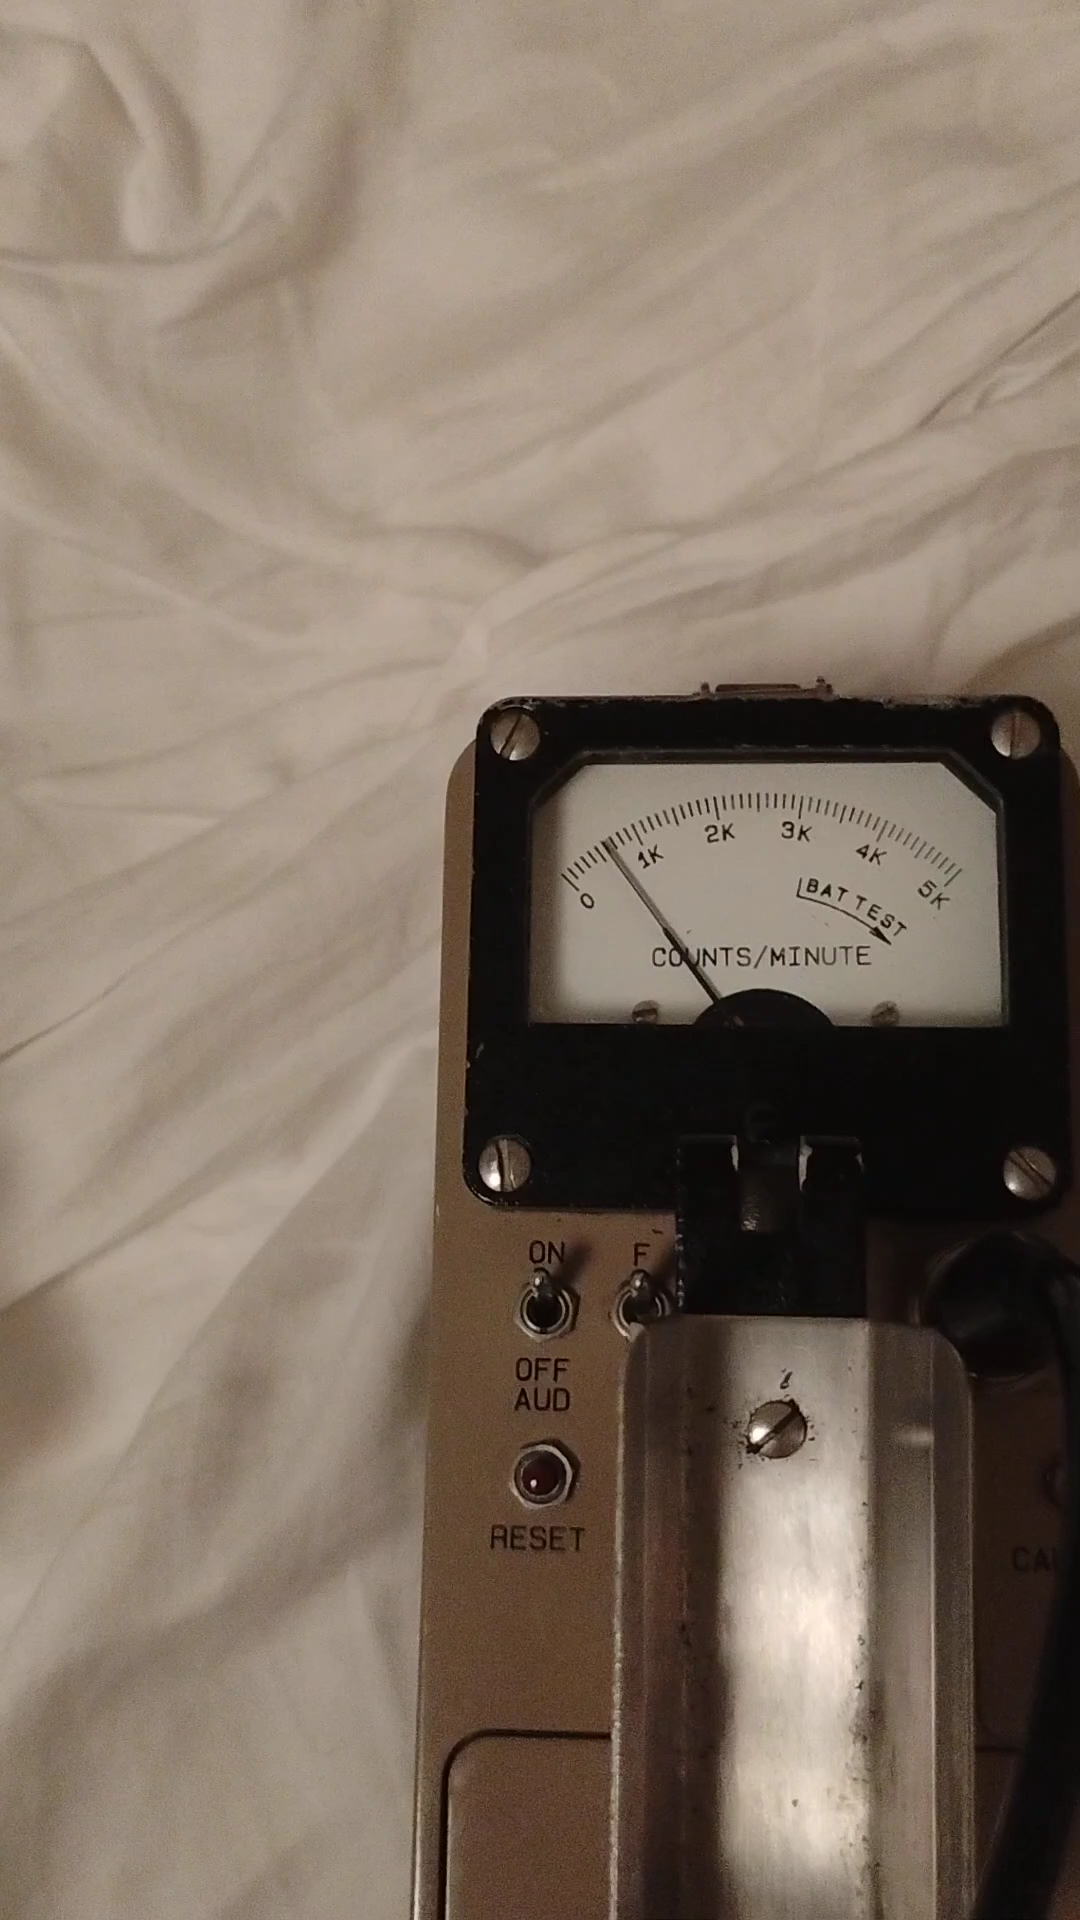 0 1K 2K 3K 4K 5K
BAT TEST
COUNTS/MINUTE
ON F
OFF
AUD
RESET